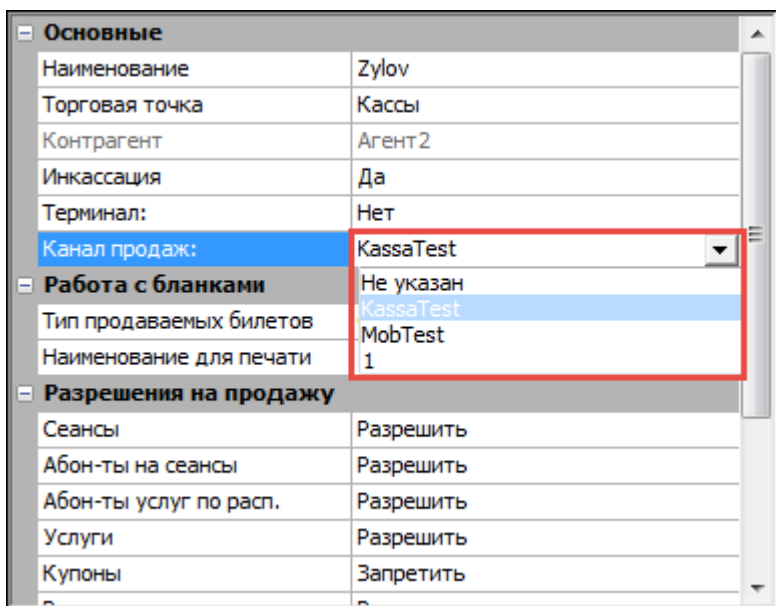 Основные
Наименование Zylov
Торговая точка Кассы
Контрагент Агент2
Инкассация Да
Терминал: Нет
Канал продаж: KassaTest
Работа с бланками Не указан
KassaTest
Тип продаваемых билетов MobTest
Наименование для печати 1
Разрешения на продажу
Сеансы Разрешить
Абон-ты на сеансы Разрешить
Абон-ты услуг по расп. Разрешить
Услуги Разрешить
Купоны Запретить